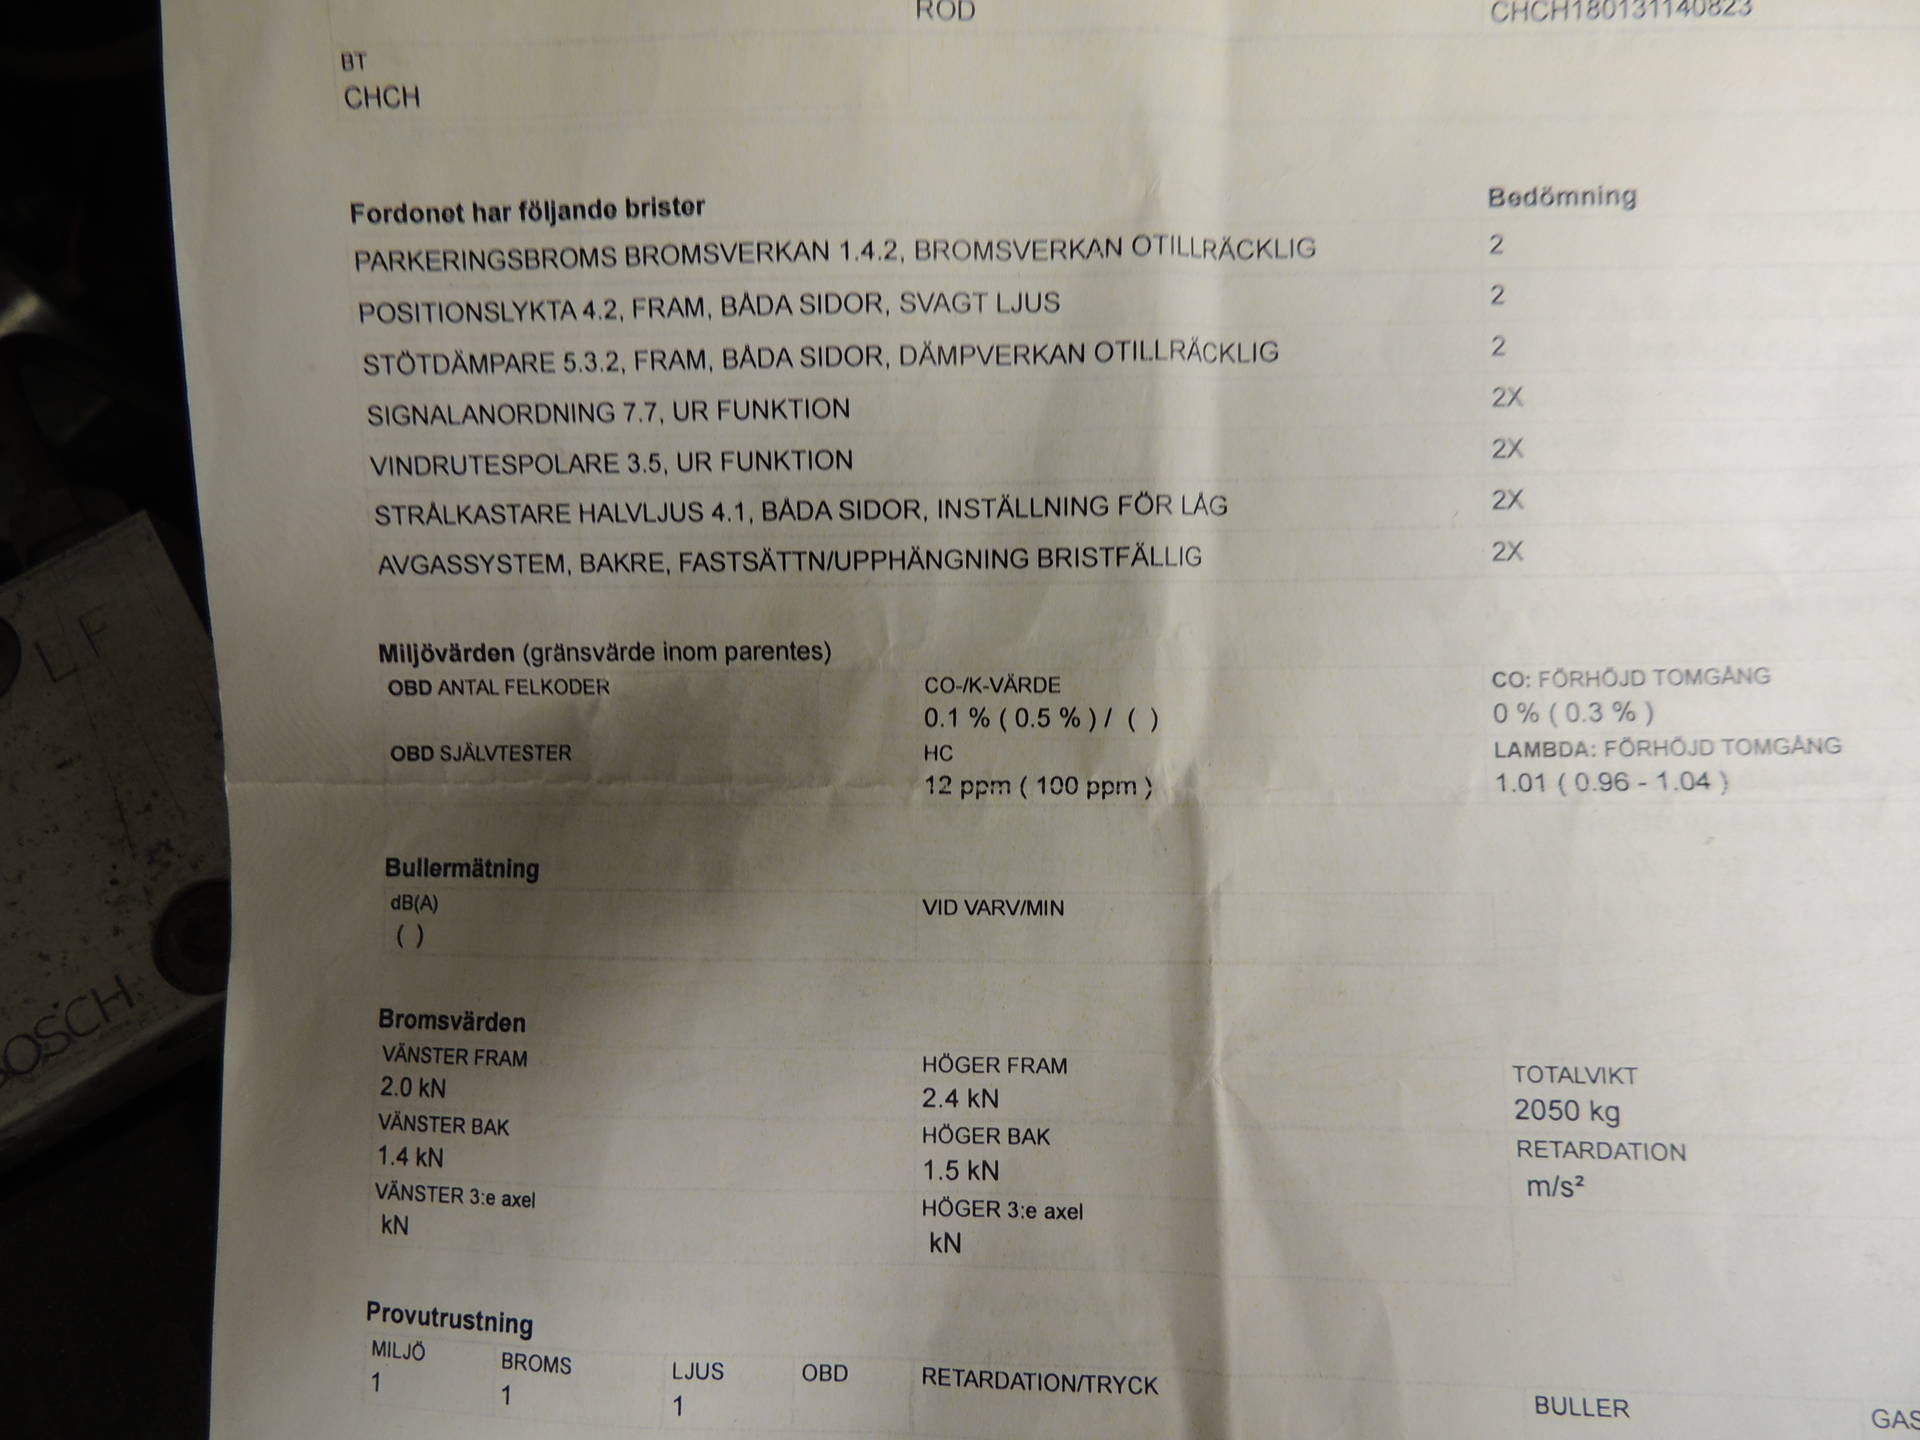 RÖD CHCH180131140823
BT
CHCH
Fordonet har följande brister Bedömning
PARKERINGSBROMS BROMSVERKAN 1.4.2, BROMSVERKAN OTILLRÄCKLIG 2
POSITIONSLYKTA 4.2, FRAM, BÅDA SIDOR, SVAGT LJUS 2
STÖTDÄMPARE 5.3.2, FRAM, BÅDA SIDOR, DÄMPVERKAN OTILLRÄCKLIG 2
SIGNALANORDNING 7.7, UR FUNKTION 2X
VINDRUTESPOLARE 3.5, UR FUNKTION 2X
STRÅLKASTARE HALVLJUS 4.1, BÅDA SIDOR, INSTÄLLNING FÖR LÅG 2X
AVGASSYSTEM, BAKRE, FASTSÄTTN/UPPHÄNGNING BRISTFÄLLIG 2X
Miljövärden (gränsvärde inom parentes)
OBD ANTAL FELKODER CO-/K-VÄRDE CO: FÖRHÖJD TOMGÅNG
0.1 % ( 0.5 % ) / ( ) 0 % ( 0.3 % )
OBD SJÄLVTESTER HC LAMBDA: FÖRHÖJD TOMGÅNG
12 ppm ( 100 ppm ) 1.01 ( 0.96 - 1.04 )
Bullermätning
dB(A) VID VARV/MIN
( )
Bromsvärden
VÄNSTER FRAM HÖGER FRAM TOTALVIKT
2.0 kN 2.4 kN 2050 kg
VÄNSTER BAK HÖGER BAK RETARDATION
1.4 kN 1.5 kN m/s²
VÄNSTER 3:e axel HÖGER 3:e axel
kN kN
Provutrustning
MILJÖ BROMS LJUS OBD RETARDATION/TRYCK BULLER GAS
1 1 1
LF
BOSCH